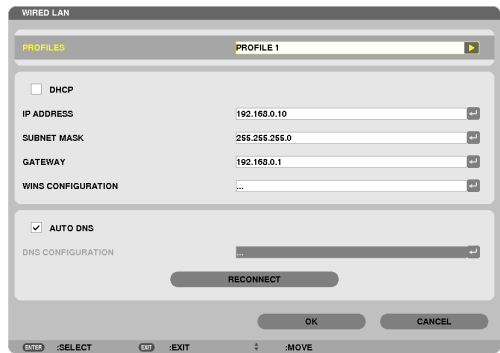 WIRED LAN
PROFILES PROFILE 1
DHCP
IP ADDRESS 192.168.0.10
SUBNET MASK 255.255.255.0
GATEWAY 192.168.0.1
WINS CONFIGURATION ...
AUTO DNS
DNS CONFIGURATION ...
RECONNECT
OK CANCEL
ENTER :SELECT EXIT :EXIT :MOVE